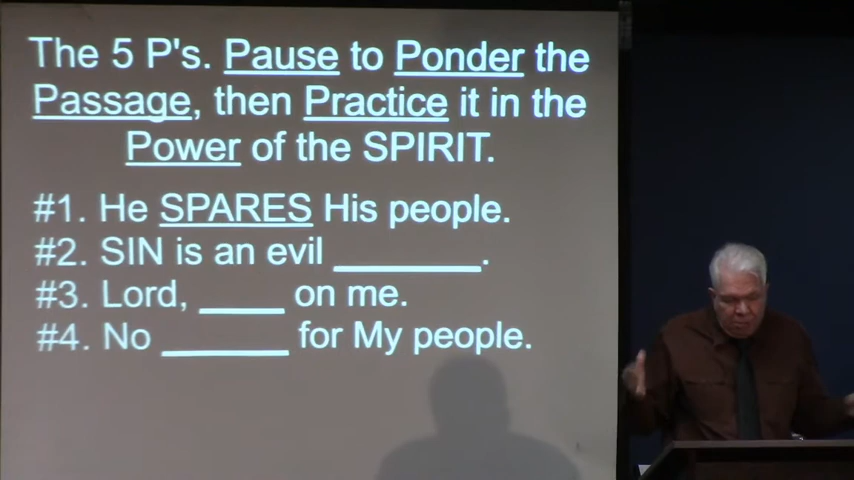 The 5 P's. Pause to Ponder the
Passage, then Practice it in the
Power of the SPIRIT.
#1. He SPARES His people.
#2. SIN is an evil ________.
#3. Lord, _____ on me.
#4. No _______ for My people.